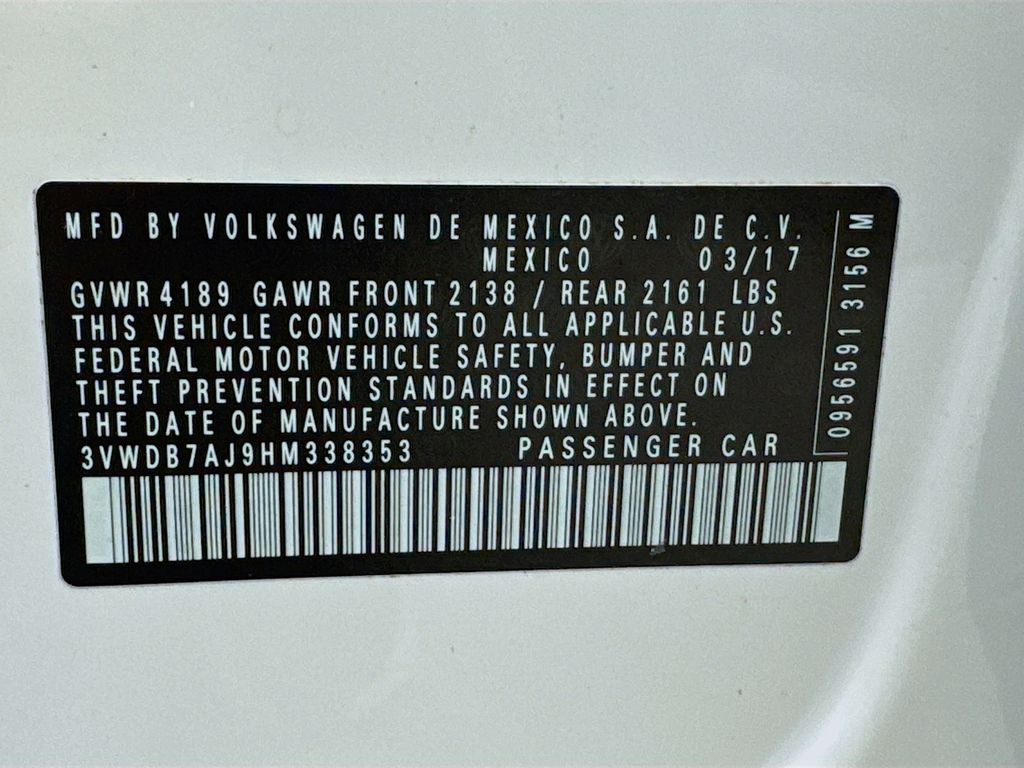 MFD BY VOLKSWAGEN DE MEXICO S.A. DE C.V.
MEXICO 03/17
GVWR 4189 GAWR FRONT 2138 / REAR 2161 LBS
THIS VEHICLE CONFORMS TO ALL APPLICABLE U.S.
FEDERAL MOTOR VEHICLE SAFETY, BUMPER AND
THEFT PREVENTION STANDARDS IN EFFECT ON
THE DATE OF MANUFACTURE SHOWN ABOVE.
3VWDB7AJ9HM338353 PASSENGER CAR
0956591 3156 M